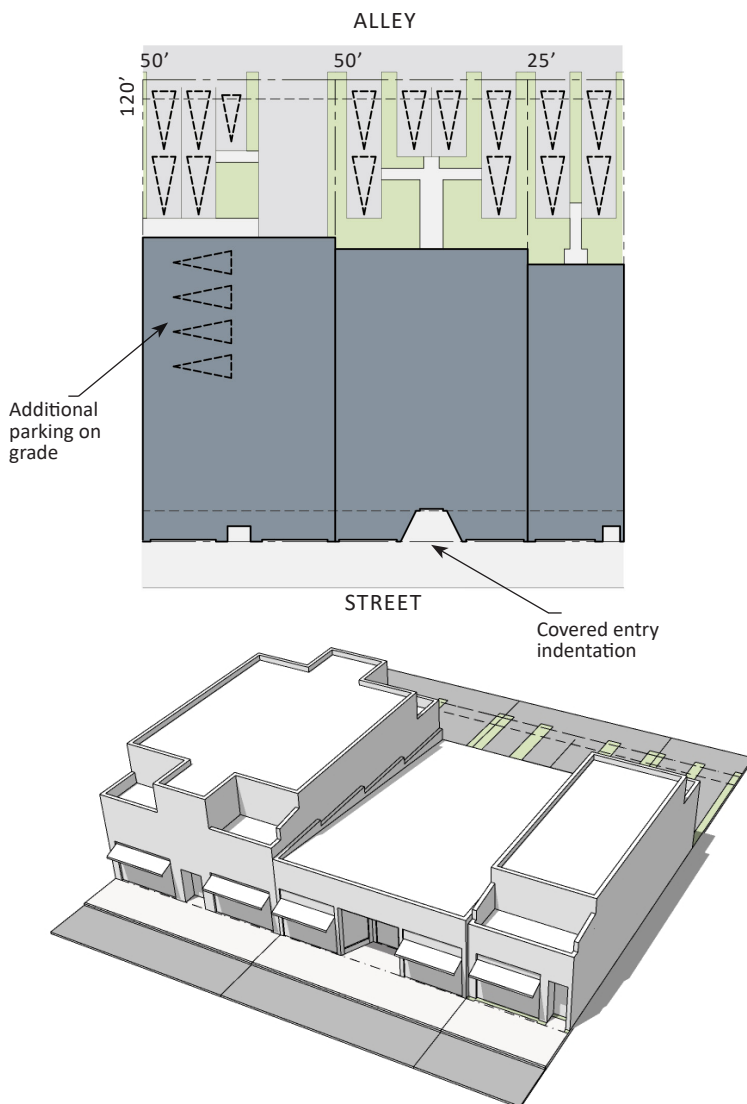 ALLEY
50’
50’
25’
120’
Additional
parking on
grade
STREET
Covered entry
indentation